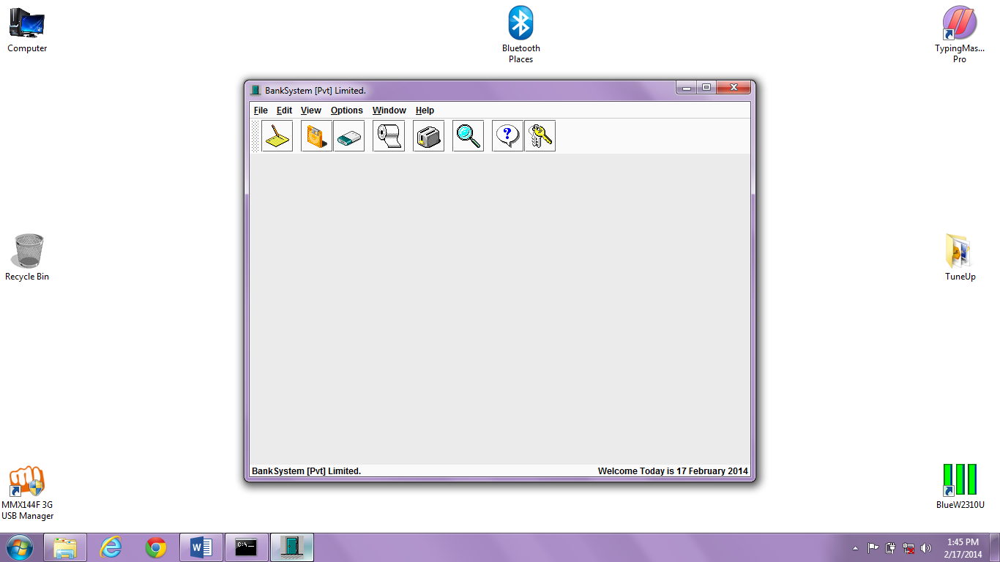 Computer
Bluetooth
Places
TypingMas...
Pro
BankSystem [Pvt] Limited.
File Edit View Options Window Help
?
Recycle Bin
TuneUp
BankSystem [Pvt] Limited. Welcome Today is 17 February 2014
MMX144F 3G
USB Manager
BlueW2310U
C:\
1:45 PM
2/17/2014